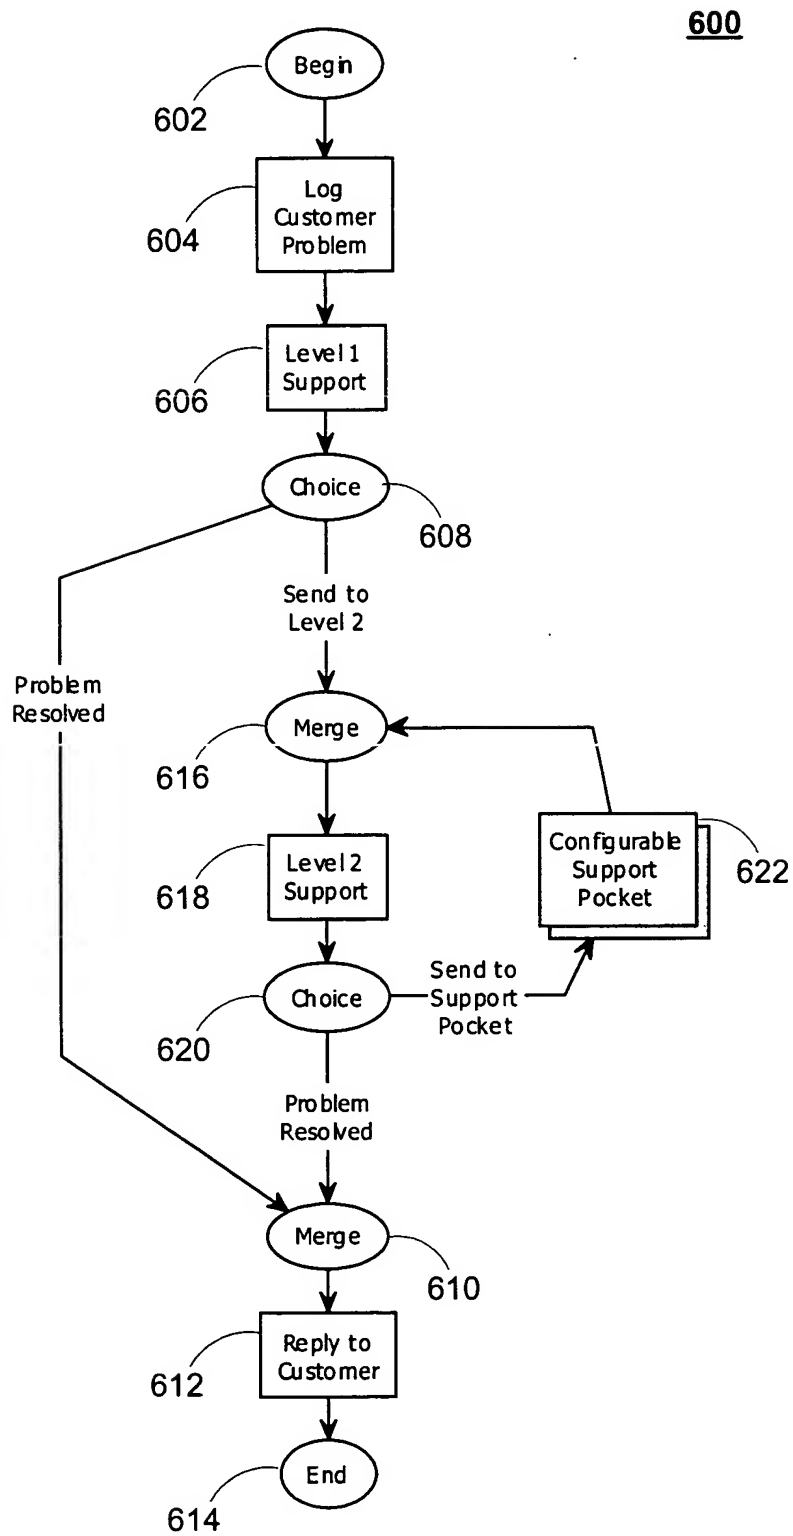 600
Begin
602
Log
Customer
Problem
604
Level 1
Support
606
Choice
608
Send to
Level 2
Problem
Resolved
Merge
616
Level 2
Support
618
Configurable
Support
Pocket
622
Choice
620
Send to
Support
Pocket
Problem
Resolved
Merge
610
Reply to
Customer
612
End
614